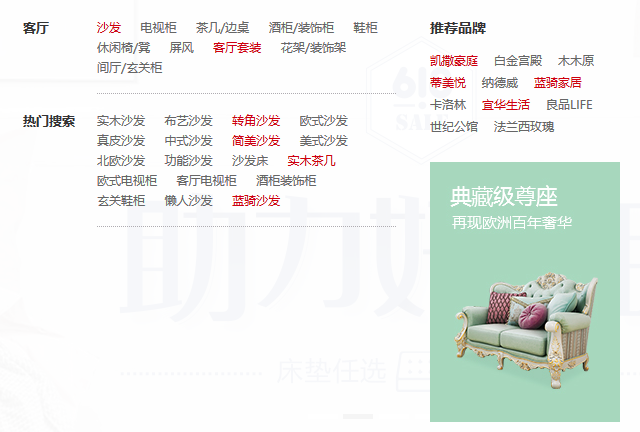 客厅
沙发 电视柜 茶几/边桌 酒柜/装饰柜 鞋柜
休闲椅/凳 屏风 客厅套装 花架/装饰架
间厅/玄关柜
热门搜索
实木沙发 布艺沙发 转角沙发 欧式沙发
真皮沙发 中式沙发 简美沙发 美式沙发
北欧沙发 功能沙发 沙发床 实木茶几
欧式电视柜 客厅电视柜 酒柜装饰柜
玄关鞋柜 懒人沙发 蓝骑沙发
推荐品牌
凯撒豪庭 白金宫殿 木木原
蒂美悦 纳德威 蓝骑家居
卡洛林 宜华生活 良品LIFE
世纪公馆 法兰西玫瑰
典藏级尊座
再现欧洲百年奢华
助力好
床垫任选
61
SALE